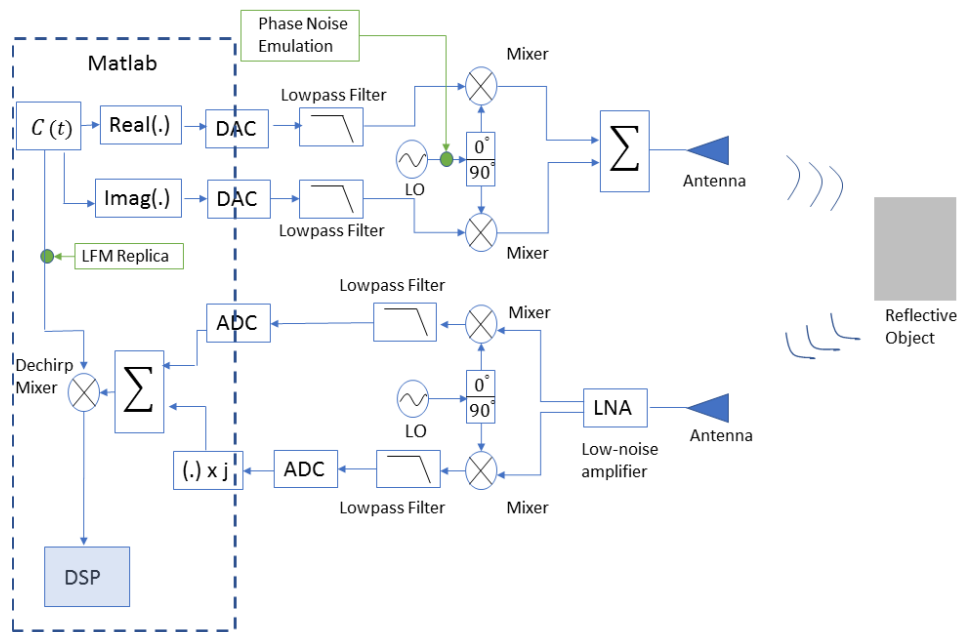 Phase Noise
Emulation
Mixer
Matlab
Lowpass Filter
C (t)
Real(.)
DAC
0°
90°
LO
∑
Antenna
Imag(.)
DAC
Lowpass Filter
Mixer
LFM Replica
Lowpass Filter
Mixer
ADC
Reflective
Object
Dechirp
Mixer
∑
0°
90°
LO
LNA
Antenna
Low-noise
amplifier
(.) x j
ADC
Lowpass Filter
Mixer
DSP